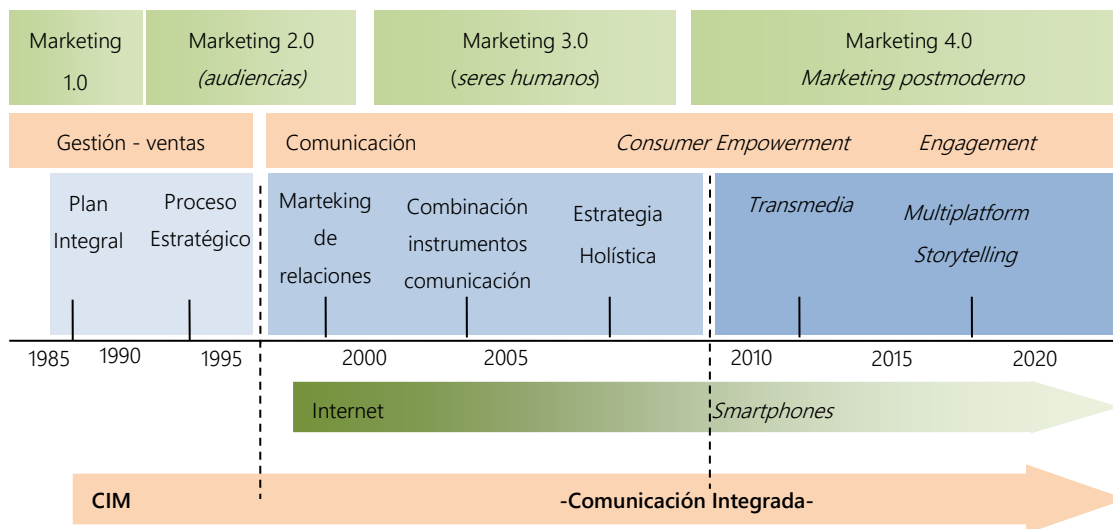 Marketing
1.0
Marketing 2.0
(audiencias)
Marketing 3.0
(seres humanos)
Marketing 4.0
Marketing postmoderno
Gestión - ventas
Comunicación
Consumer Empowerment
Engagement
Plan
Integral
Proceso
Estratégico
Marteking
de
relaciones
Combinación
instrumentos
comunicación
Estrategia
Holística
Transmedia
Multiplatform
Storytelling
1985 1990 1995 2000 2005 2010 2015 2020
Internet
Smartphones
CIM
-Comunicación Integrada-